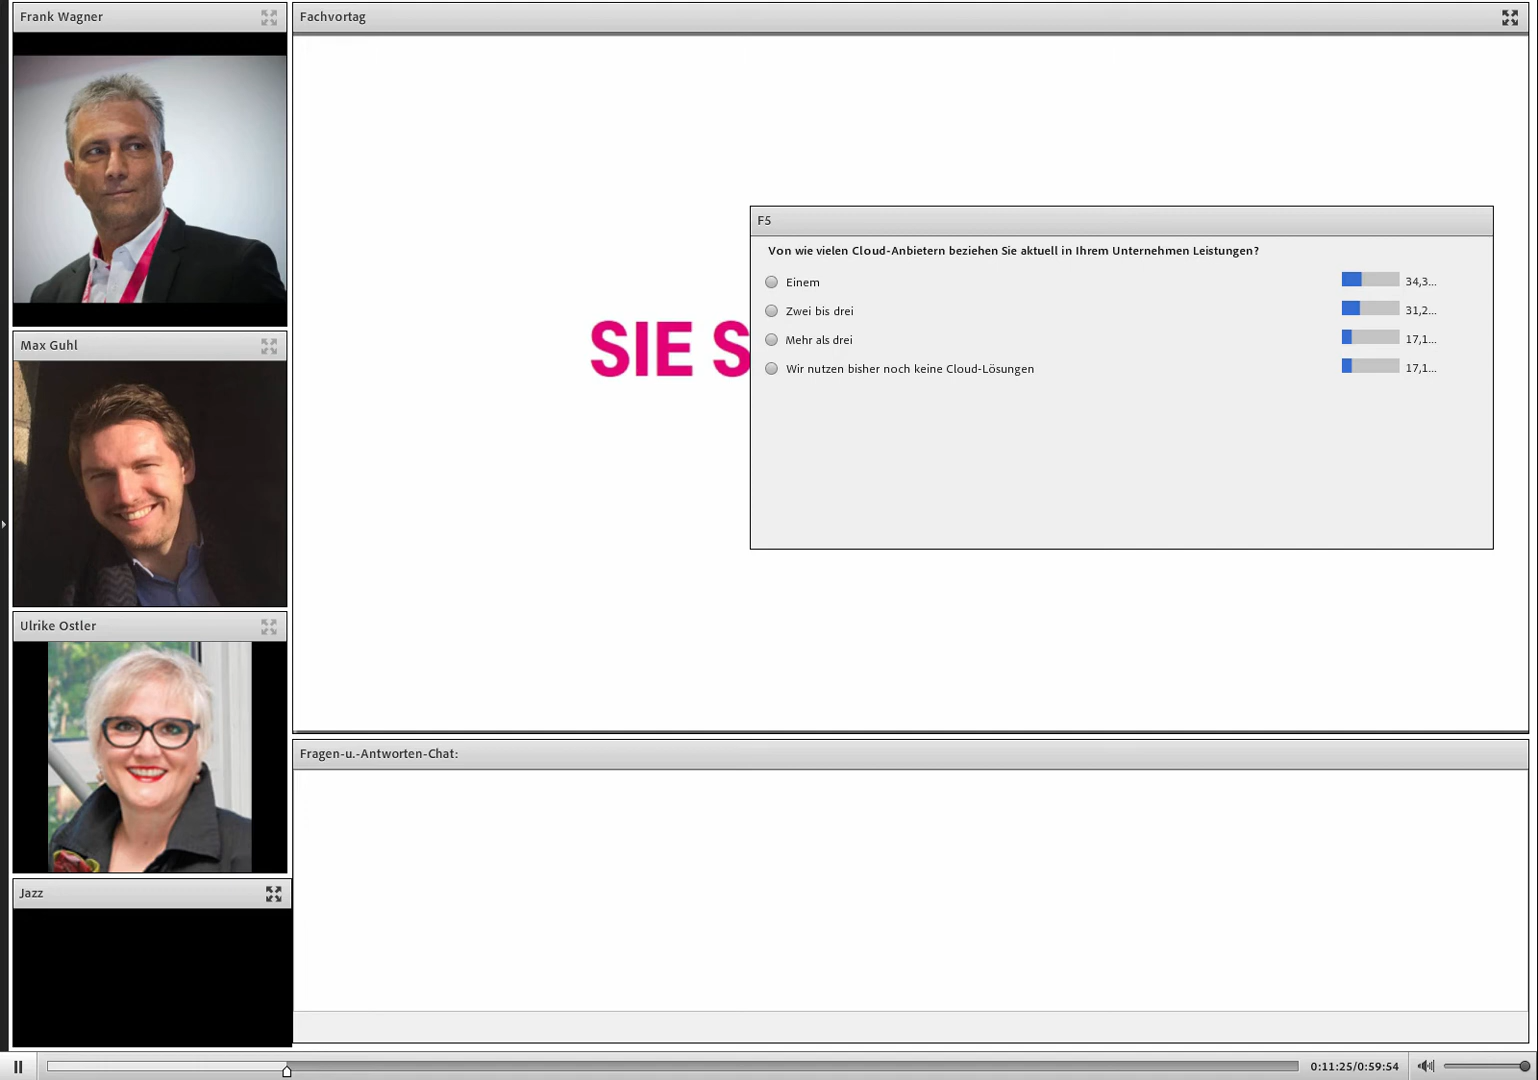 Frank Wagner
Fachvortag
Max Guhl
Ulrike Ostler
Jazz
SIE S
F5
Von wie vielen Cloud-Anbietern beziehen Sie aktuell in Ihrem Unternehmen Leistungen?
Einem 34,3...
Zwei bis drei 31,2...
Mehr als drei 17,1...
Wir nutzen bisher noch keine Cloud-Lösungen 17,1...
Fragen-u.-Antworten-Chat:
0:11:25/0:59:54